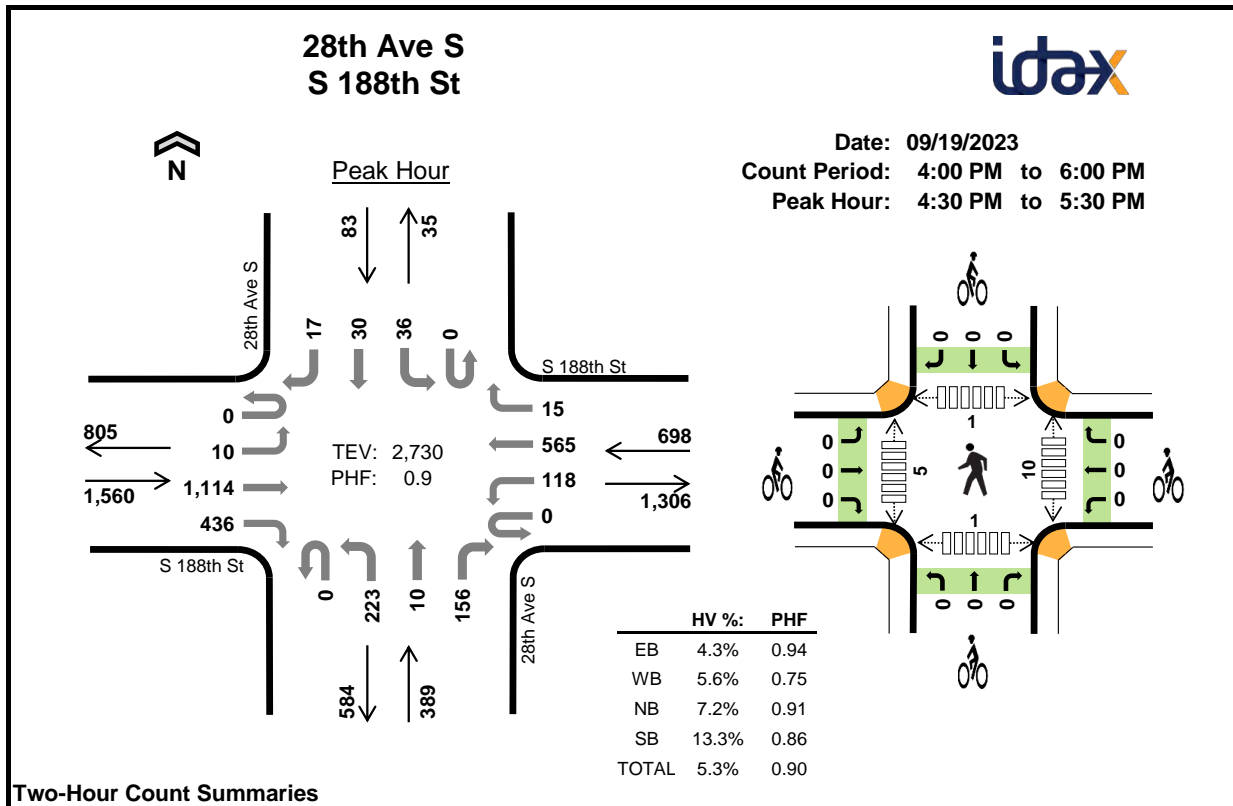 28th Ave S
S 188th St
idax
Date: 09/19/2023
Count Period: 4:00 PM to 6:00 PM
Peak Hour: 4:30 PM to 5:30 PM
N
Peak Hour
83
35
28th Ave S
17
30
36
0
S 188th St
0
10
1,114
436
805
1,560
TEV: 2,730
PHF: 0.9
15
565
118
0
698
1,306
S 188th St
0
223
10
156
28th Ave S
584
389
0 0 0
1
0
0
0
5
10
0
0
0
1
0 0 0
HV %: PHF
EB 4.3% 0.94
WB 5.6% 0.75
NB 7.2% 0.91
SB 13.3% 0.86
TOTAL 5.3% 0.90
Two-Hour Count Summaries